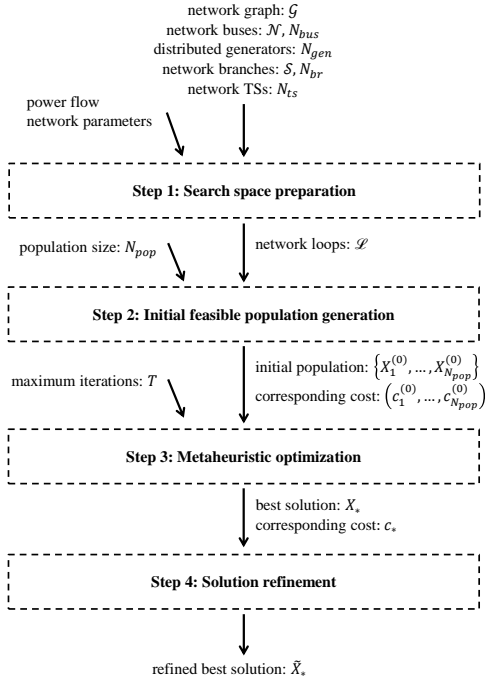 network graph: 𝒢
network buses: 𝒩, N_bus
distributed generators: N_gen
network branches: 𝒮, N_br
network TSs: N_ts
power flow
network parameters
Step 1: Search space preparation
population size: N_pop
network loops: ℒ
Step 2: Initial feasible population generation
initial population: {X_1^(0), …, X_{N_pop}^(0)}
maximum iterations: T
corresponding cost: (c_1^(0), …, c_{N_pop}^(0))
Step 3: Metaheuristic optimization
best solution: X_*
corresponding cost: c_*
Step 4: Solution refinement
refined best solution: X̃_*